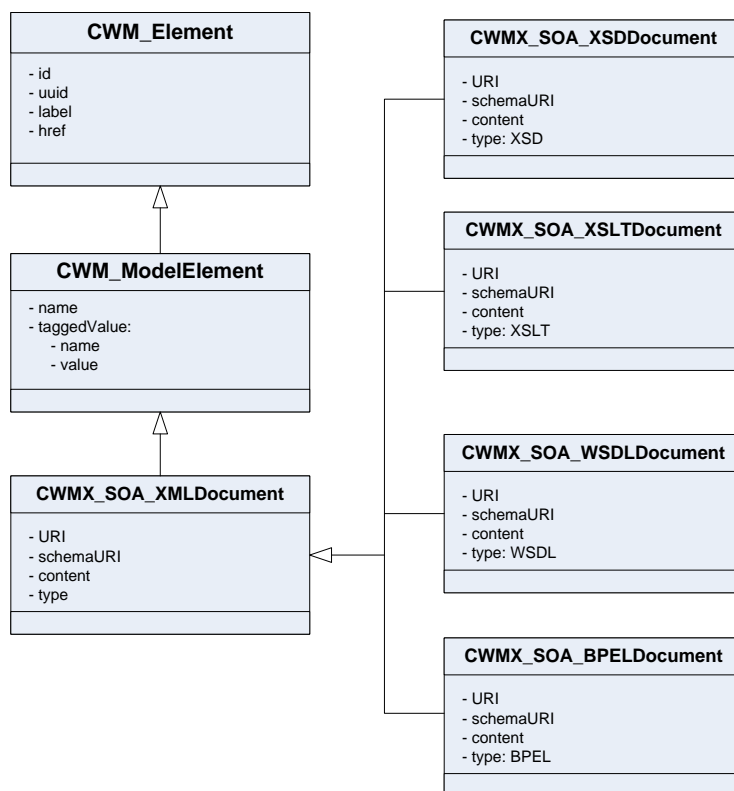 CWM_Element
- id
- uuid
- label
- href
CWM_ModelElement
- name
- taggedValue:
- name
- value
CWMX_SOA_XMLDocument
- URI
- schemaURI
- content
- type
CWMX_SOA_XSDDocument
- URI
- schemaURI
- content
- type: XSD
CWMX_SOA_XSLTDocument
- URI
- schemaURI
- content
- type: XSLT
CWMX_SOA_WSDLDocument
- URI
- schemaURI
- content
- type: WSDL
CWMX_SOA_BPELDocument
- URI
- schemaURI
- content
- type: BPEL